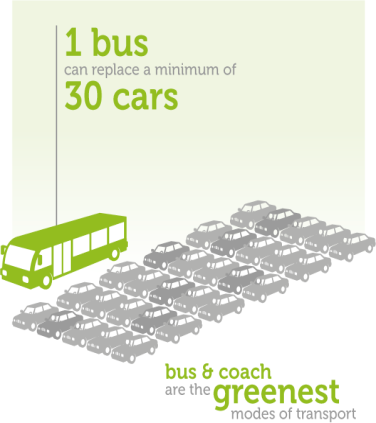 1 bus
can replace a minimum of
30 cars
bus & coach
are the greenest
modes of transport